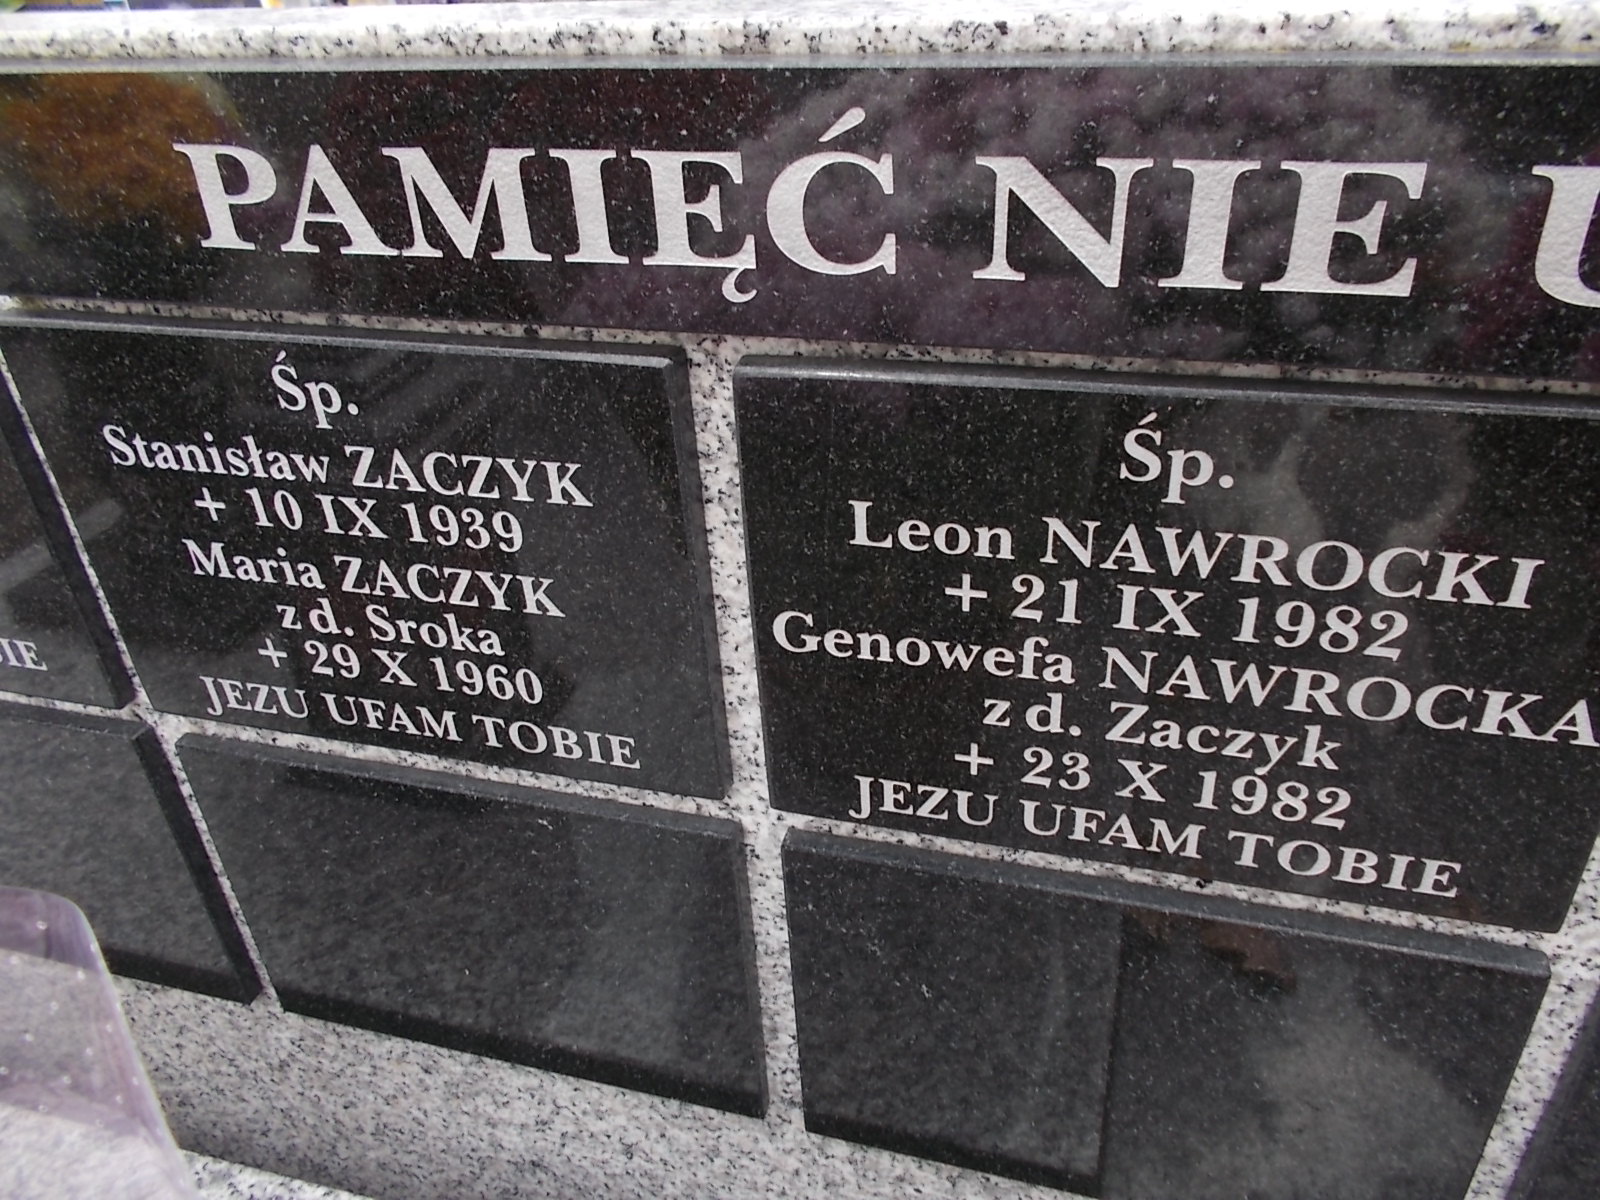 PAMIĘĆ NIE U
Śp.
Stanisław ZACZYK
+ 10 IX 1939
Maria ZACZYK
z d. Sroka
+ 29 X 1960
JEZU UFAM TOBIE
Śp.
Leon NAWROCKI
+ 21 IX 1982
Genowefa NAWROCKA
z d. Zaczyk
+ 23 X 1982
JEZU UFAM TOBIE